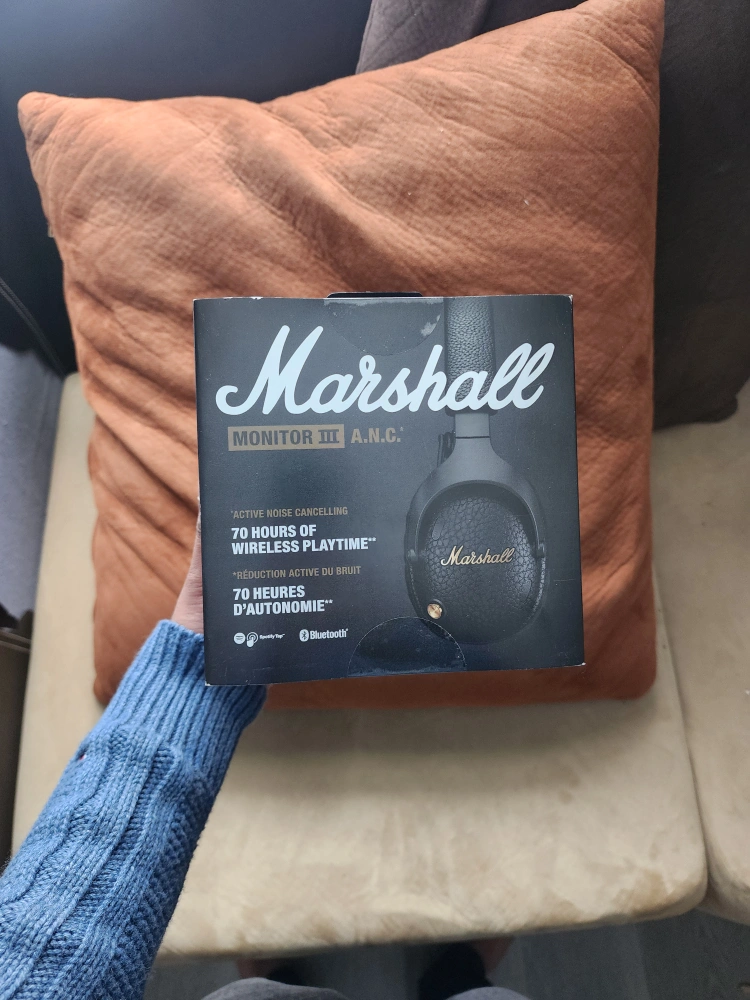 Marshall
MONITOR III A.N.C.*
*ACTIVE NOISE CANCELLING
70 HOURS OF
WIRELESS PLAYTIME**
*RÉDUCTION ACTIVE DU BRUIT
70 HEURES
D'AUTONOMIE**
Spotify Tap™ Bluetooth®
Marshall